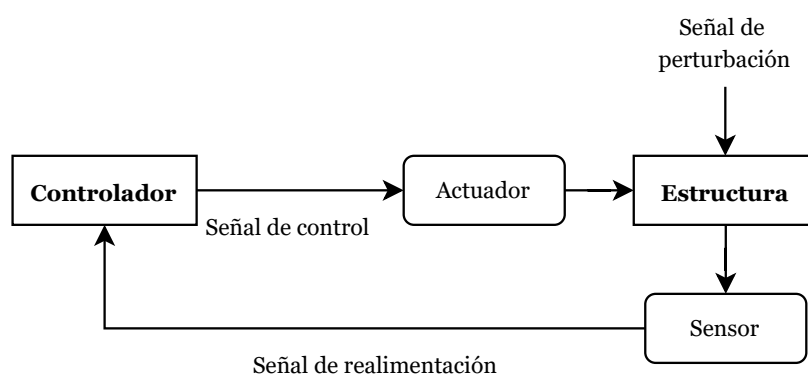 Señal de
perturbación
Controlador
Actuador
Estructura
Señal de control
Sensor
Señal de realimentación